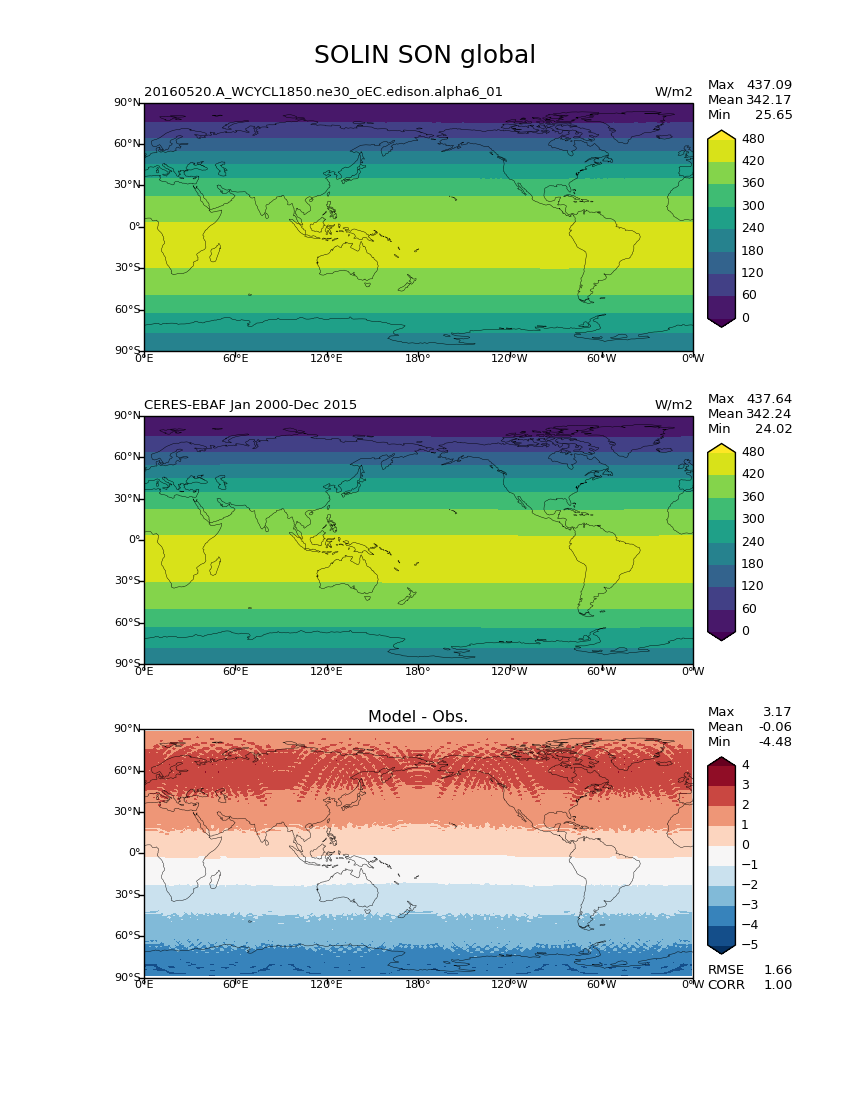 SOLIN SON global
20160520.A_WCYCL1850.ne30_oEC.edison.alpha6_01 W/m2
Max 437.09
Mean 342.17
Min 25.65
90°N
60°N
30°N
0°
30°S
60°S
90°S
0°E 60°E 120°E 180° 120°W 60°W 0°W
480
420
360
300
240
180
120
60
0
CERES-EBAF Jan 2000-Dec 2015 W/m2
Max 437.64
Mean 342.24
Min 24.02
90°N
60°N
30°N
0°
30°S
60°S
90°S
0°E 60°E 120°E 180° 120°W 60°W 0°W
480
420
360
300
240
180
120
60
0
Model - Obs.
Max 3.17
Mean -0.06
Min -4.48
90°N
60°N
30°N
0°
30°S
60°S
90°S
0°E 60°E 120°E 180° 120°W 60°W 0°W
4
3
2
1
0
−1
−2
−3
−4
−5
RMSE 1.66
CORR 1.00